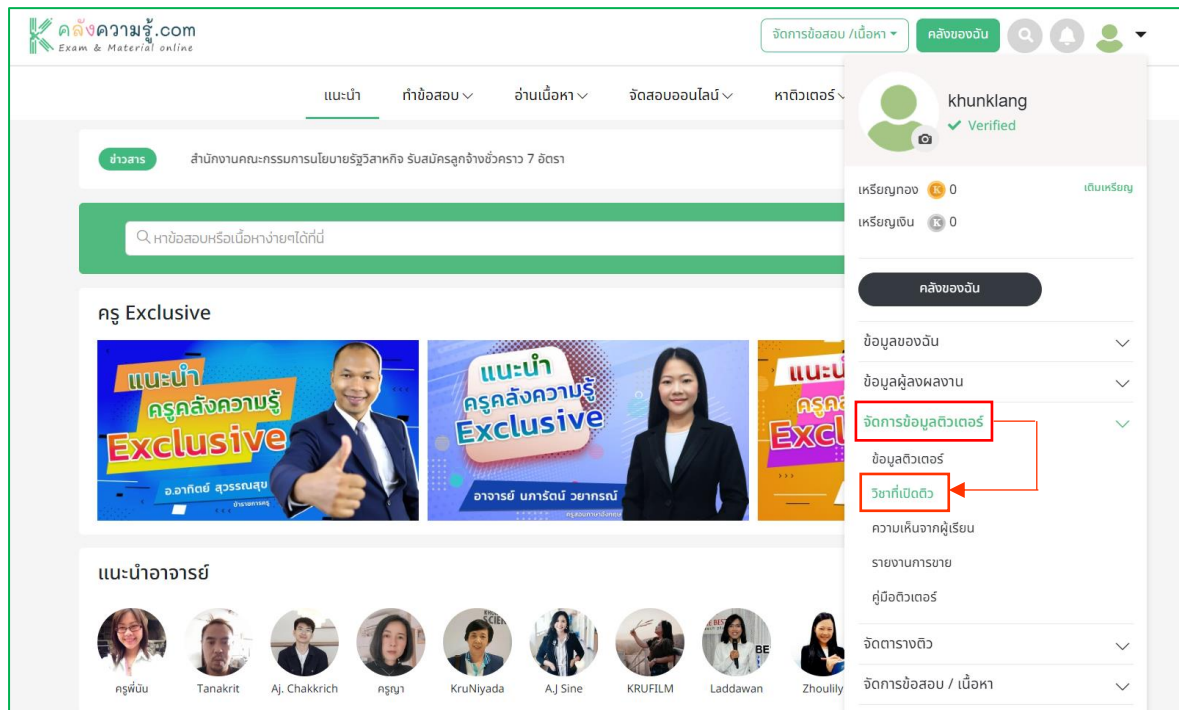 คลังความรู้.com
Exam & Material online
จัดการข้อสอบ /เนื้อหา
คลังของฉัน
แนะนำ ทำข้อสอบ อ่านเนื้อหา จัดสอบออนไลน์ หาติวเตอร์
khunklang
Verified
ข่าวสาร สำนักงานคณะกรรมการนโยบายรัฐวิสาหกิจ รับสมัครลูกจ้างชั่วคราว 7 อัตรา
เหรียญทอง K 0 เติมเหรียญ
เหรียญเงิน K 0
หาข้อสอบหรือเนื้อหาง่ายๆได้ที่นี่
คลังของฉัน
ครู Exclusive
แนะนำ
ครูคลังความรู้
Exclusive
อ.อาทิตย์ สุวรรณสุข
ข้าราชการครู
แนะนำ
ครูคลังความรู้
Exclusive
อาจารย์ นภารัตน์ วยากรณ์
ครูสอนภาษาอังกฤษ
ข้อมูลของฉัน
ข้อมูลผู้ลงผลงาน
จัดการข้อมูลติวเตอร์
ข้อมูลติวเตอร์
วิชาที่เปิดติว
ความเห็นจากผู้เรียน
รายงานการขาย
คู่มือติวเตอร์
จัดตารางติว
จัดการข้อสอบ / เนื้อหา
แนะนำอาจารย์
ครูพี่นัน Tanakrit Aj. Chakkrich ครูญา KruNiyada A.J Sine KRUFILM Laddawan Zhoulily